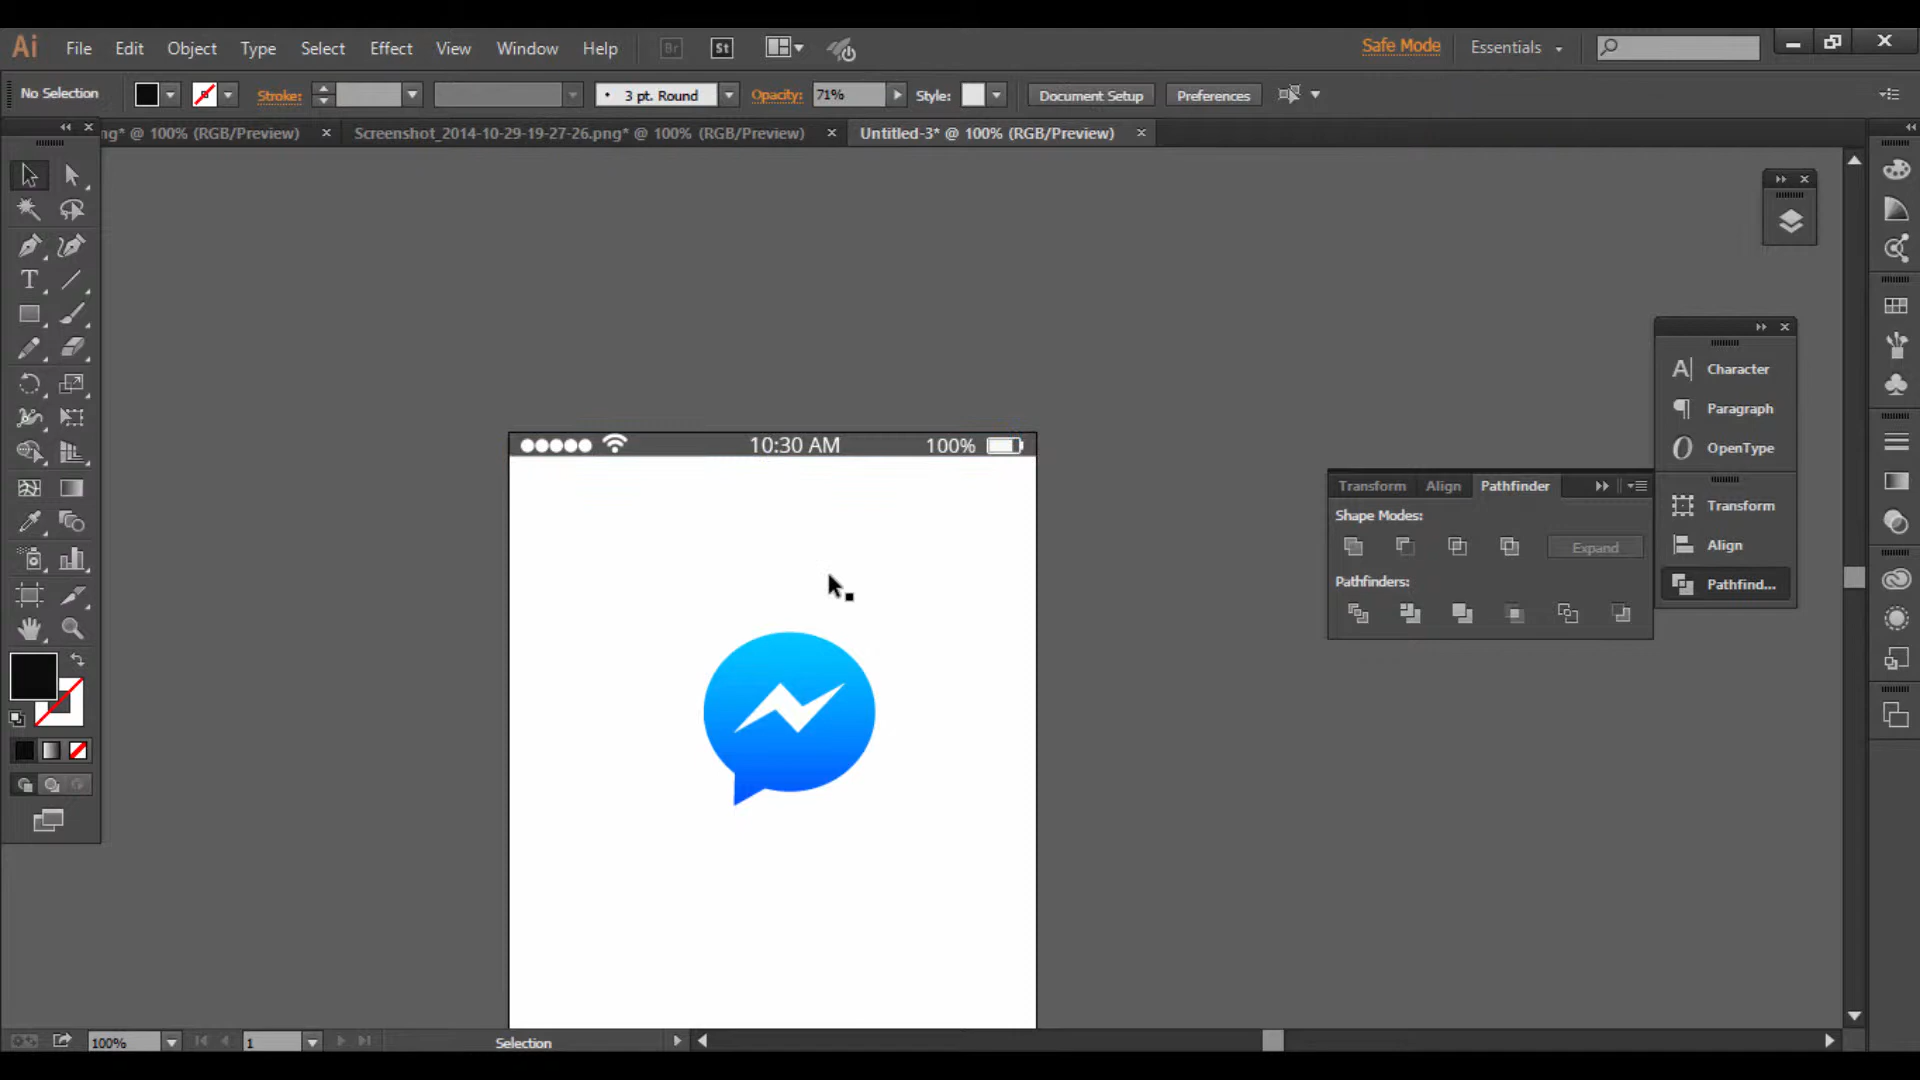 Ai File Edit Object Type Select Effect View Window Help Br St Safe Mode Essentials
No Selection Stroke: 3 pt. Round Opacity: 71% Style: Document Setup Preferences
ng* @ 100% (RGB/Preview) Screenshot_2014-10-29-19-27-26.png* @ 100% (RGB/Preview) Untitled-3* @ 100% (RGB/Preview)
10:30 AM 100%
Character
Paragraph
OpenType
Transform
Align
Pathfind...
Transform Align Pathfinder
Shape Modes:
Expand
Pathfinders:
100% 1 Selection